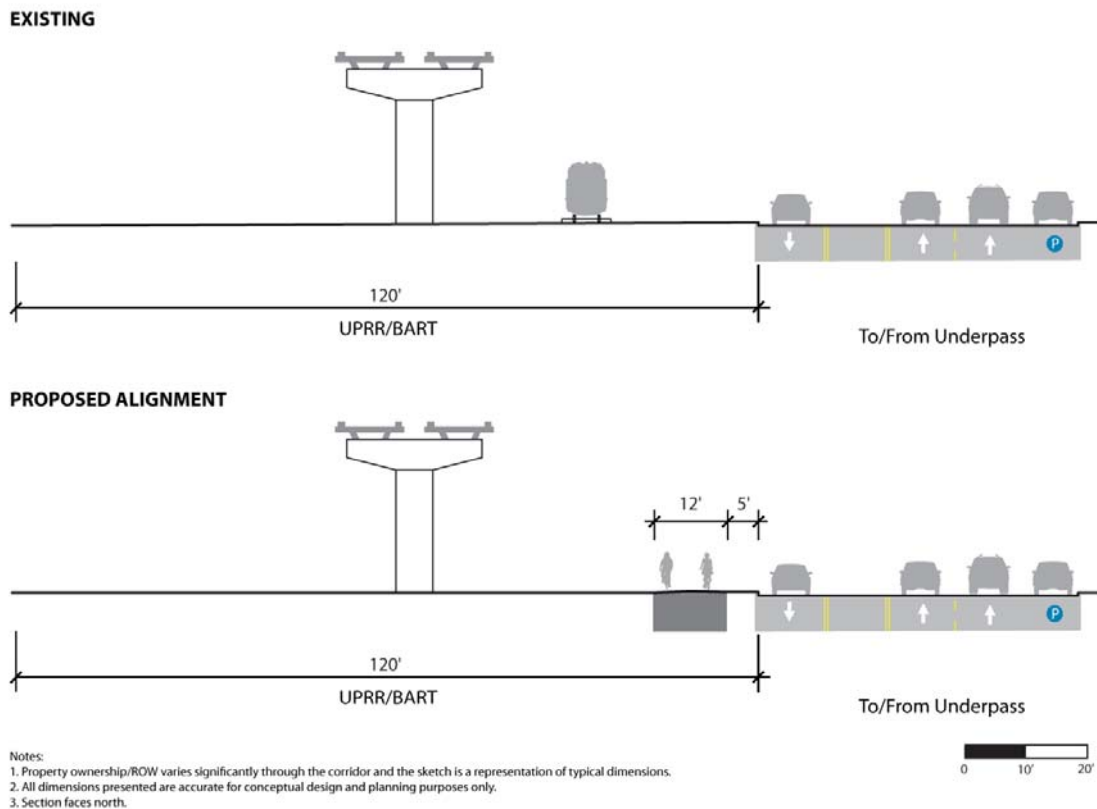 EXISTING
P
120'
UPRR/BART
To/From Underpass
PROPOSED ALIGNMENT
12' 5'
P
120'
UPRR/BART
To/From Underpass
Notes:
1. Property ownership/ROW varies significantly through the corridor and the sketch is a representation of typical dimensions.
2. All dimensions presented are accurate for conceptual design and planning purposes only.
3. Section faces north.
0 10' 20'